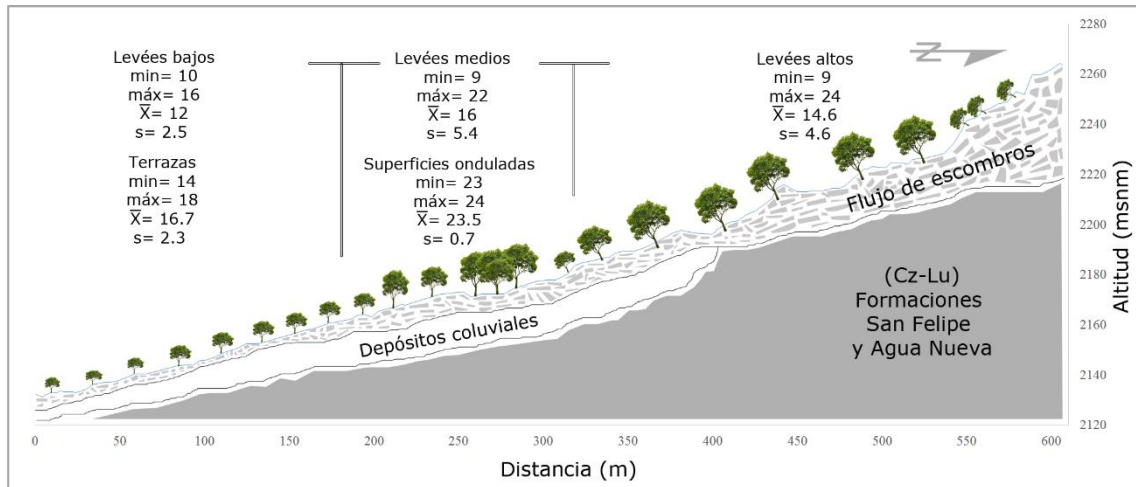 Levées bajos
min= 10
máx= 16
X̅= 12
s= 2.5
Terrazas
min= 14
máx= 18
X̅= 16.7
s= 2.3
Levées medios
min= 9
máx= 22
X̅= 16
s= 5.4
Superficies onduladas
min= 23
máx= 24
X̅= 23.5
s= 0.7
Levées altos
min= 9
máx= 24
X̅= 14.6
s= 4.6
N
Flujo de escombros
Depósitos coluviales
(Cz-Lu)
Formaciones
San Felipe
y Agua Nueva
2280
2260
2240
2220
2200
2180
2160
2140
2120
Altitud (msnm)
0 50 100 150 200 250 300 350 400 450 500 550 600
Distancia (m)